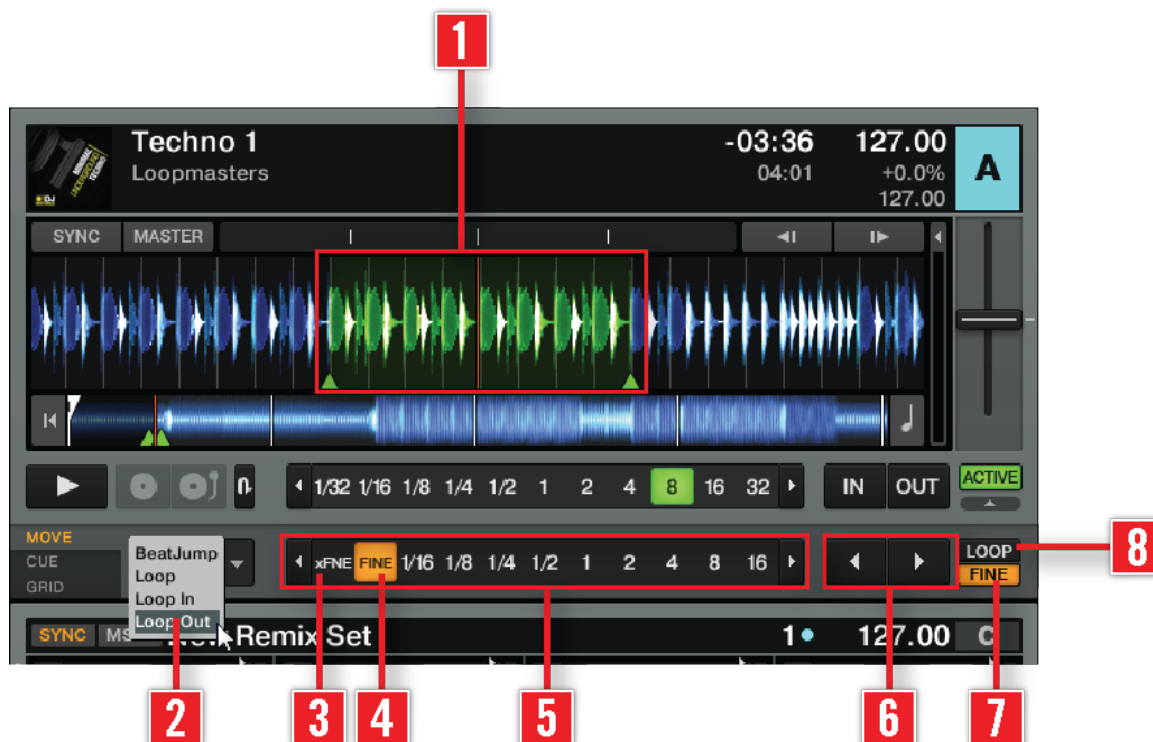 1
Techno 1
-03:36 127.00
Loopmasters
04:01 +0.0%
127.00
A
SYNC MASTER
1/32 1/16 1/8 1/4 1/2 1 2 4 8 16 32
IN OUT
ACTIVE
MOVE
CUE
GRID
BeatJump
Loop
Loop In
Loop Out
xFNE FINE 1/16 1/8 1/4 1/2 1 2 4 8 16
LOOP
FINE
8
SYNC Remix Set
1 127.00 C
2 3 4 5 6 7